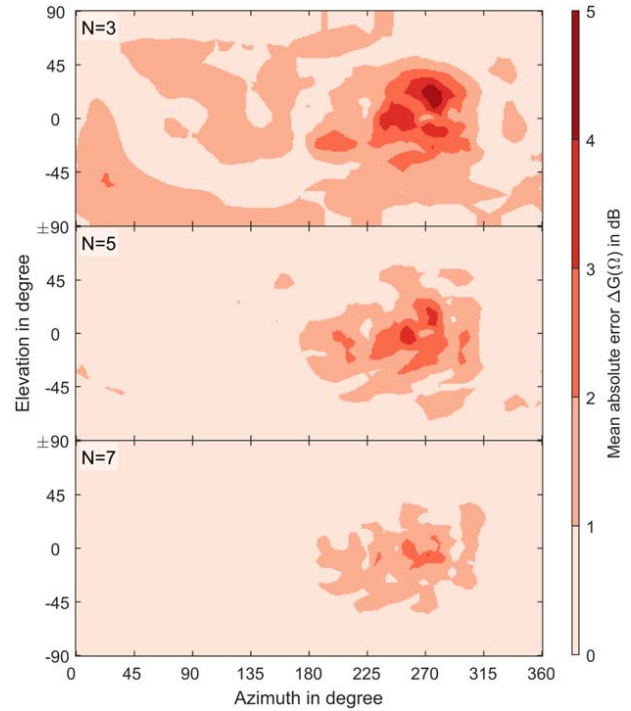 90
N=3
45
0
-45
±90
N=5
45
0
-45
±90
N=7
45
0
-45
-90
0 45 90 135 180 225 270 315 360
Azimuth in degree
Elevation in degree
5
4
3
2
1
0
Mean absolute error ΔG(Ω) in dB